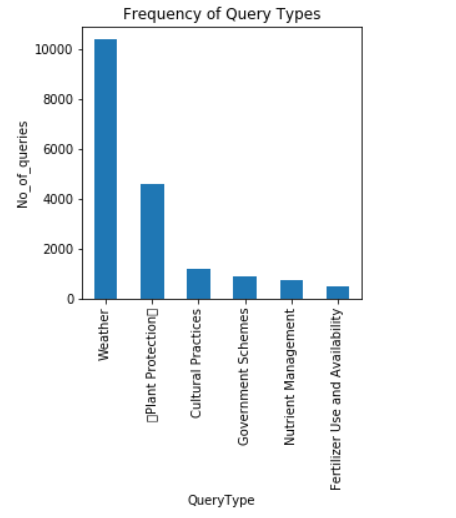 Frequency of Query Types
10000
8000
6000
4000
2000
0
No_of_queries
Weather
▯Plant Protection▯
Cultural Practices
Government Schemes
Nutrient Management
Fertilizer Use and Availability
QueryType